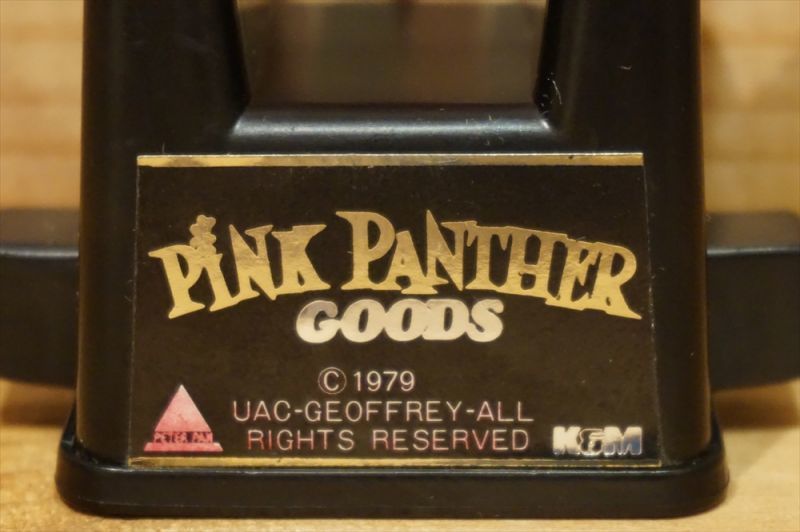 PINK PANTHER
GOODS
© 1979
UAC-GEOFFREY-ALL
RIGHTS RESERVED
PETER PAN
K&M